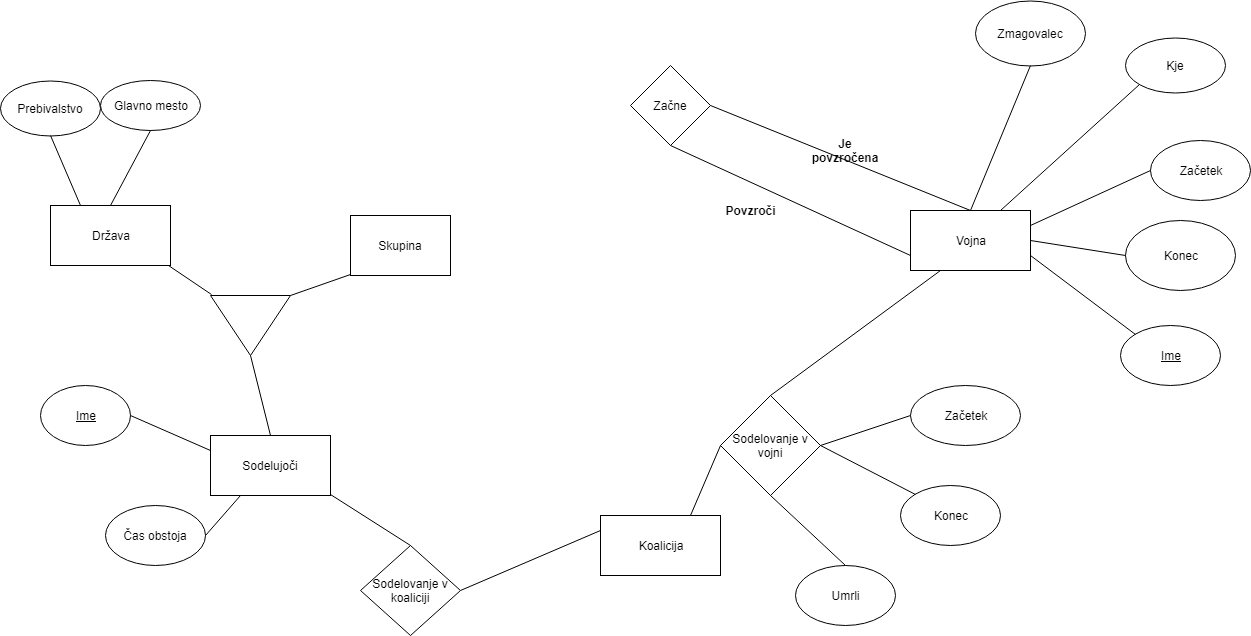 Zmagovalec
Kje
Prebivalstvo
Glavno mesto
Začne
Je
povzročena
Začetek
Povzroči
Država
Skupina
Vojna
Konec
Ime
Ime
Začetek
Sodelovanje v
vojni
Sodelujoči
Konec
Čas obstoja
Koalicija
Sodelovanje v
koaliciji
Umrli